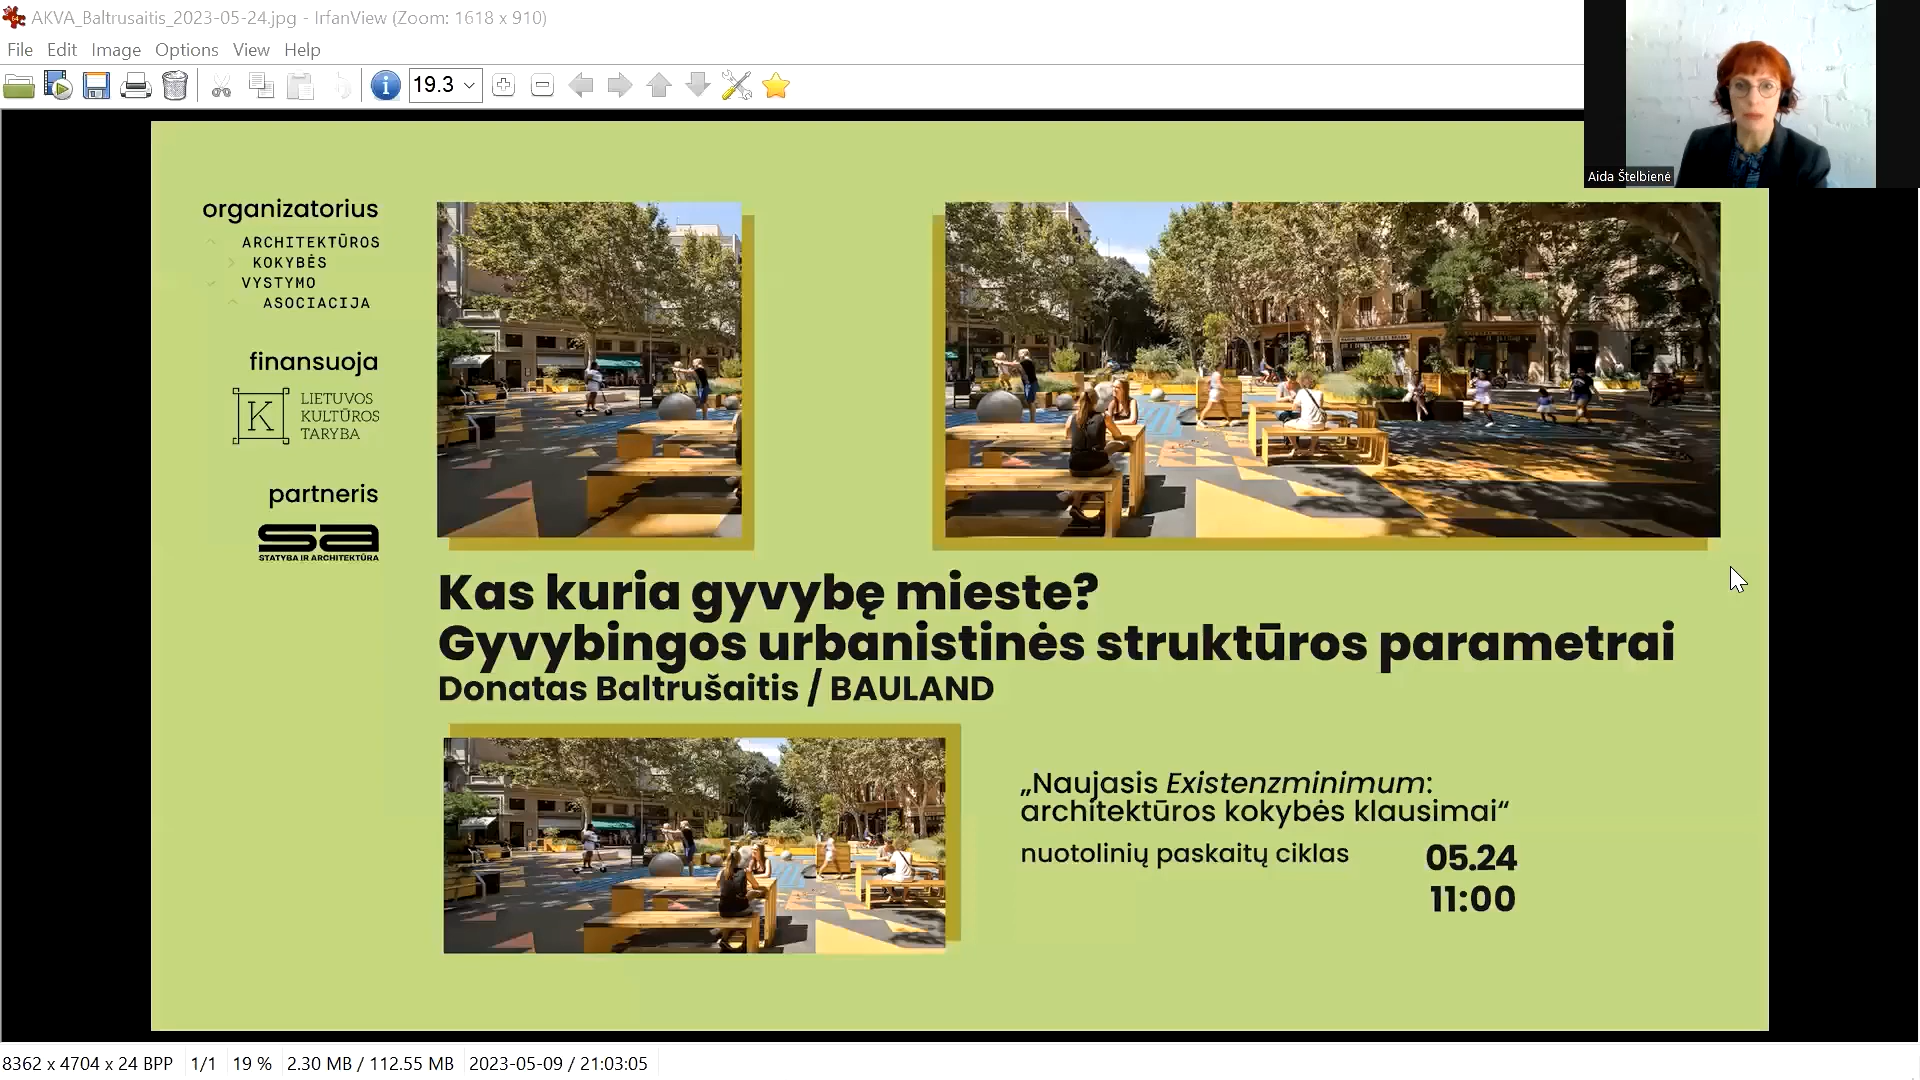 AKVA_Baltrusaitis_2023-05-24.jpg - IrfanView (Zoom: 1618 x 910)
File Edit Image Options View Help
19.3
Aida Štelbienė
organizatorius
ARCHITEKTŪROS
KOKYBĖS
VYSTYMO
ASOCIACIJA
finansuoja
K
LIETUVOS
KULTŪROS
TARYBA
partneris
sa
STATYBA IR ARCHITEKTŪRA
Kas kuria gyvybę mieste?
Gyvybingos urbanistinės struktūros parametrai
Donatas Baltrušaitis / BAULAND
„Naujasis Existenzminimum:
architektūros kokybės klausimai“
nuotolinių paskaitų ciklas
05.24
11:00
8362 x 4704 x 24 BPP 1/1 19 % 2.30 MB / 112.55 MB 2023-05-09 / 21:03:05